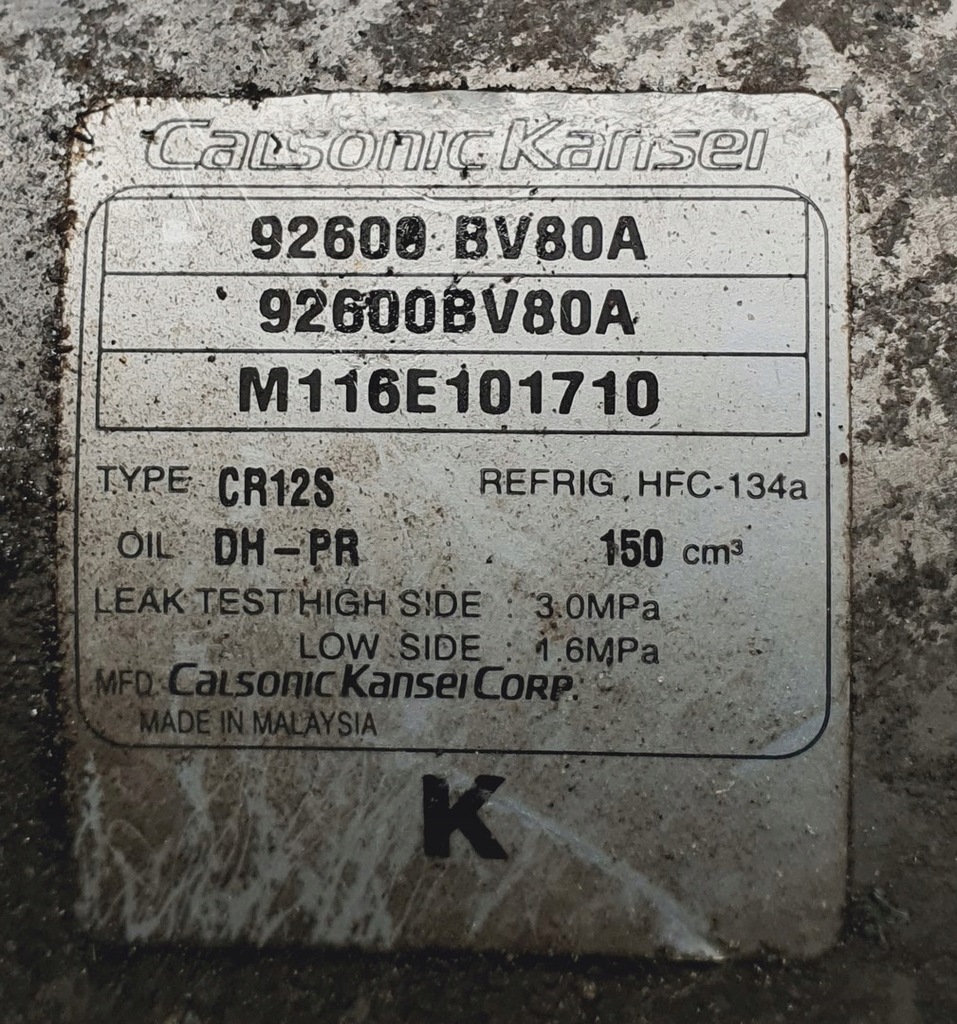 Calsonic Kansei
92600 BV80A
92600BV80A
M116E101710
TYPE CR12S REFRIG. HFC-134a
OIL DH-PR 150 cm³
LEAK TEST HIGH SIDE : 3.0MPa
LOW SIDE : 1.6MPa
MFD. Calsonic Kansei Corp.
MADE IN MALAYSIA
K